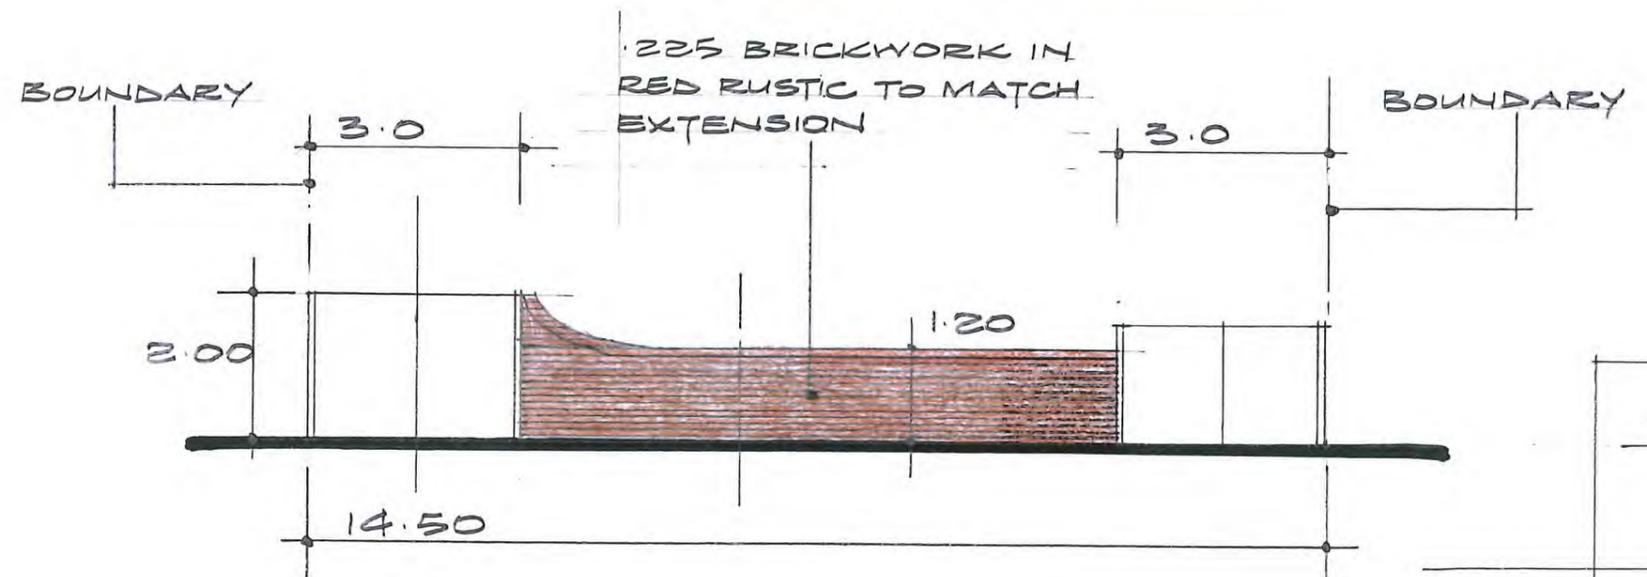 .225 BRICKWORK IN
RED RUSTIC TO MATCH
EXTENSION
BOUNDARY
BOUNDARY
3.0
3.0
2.00
1.20
14.50